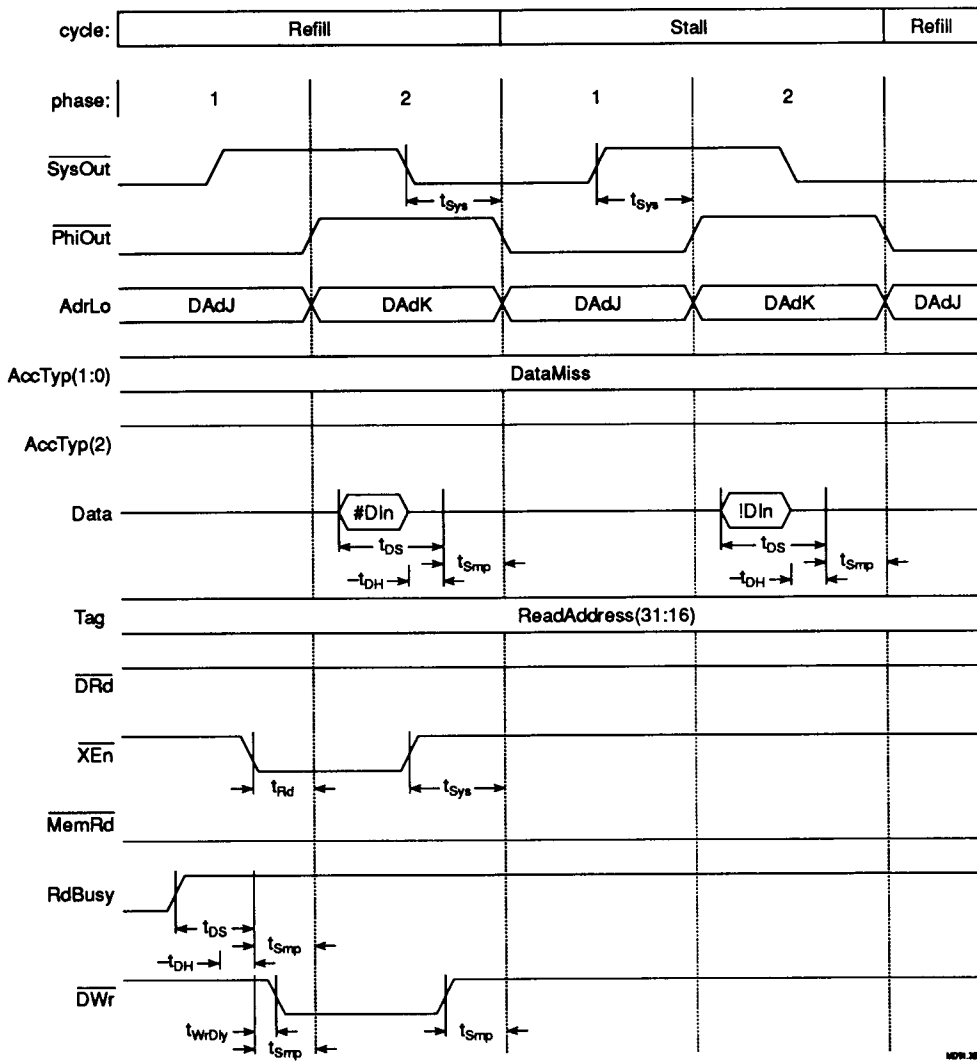 cycle: Refill Stall Refill
phase: 1 2 1 2
SysOut
tSys tSys
PhiOut
AdrLo DAdJ DAdK DAdJ DAdK DAdJ
AccTyp(1:0) DataMiss
AccTyp(2)
Data #DIn !DIn
tDS tDS
tSmp tSmp
−tDH −tDH
Tag ReadAddress(31:16)
DRd
XEn
tRd tSys
MemRd
RdBusy
tDS
tSmp
−tDH
DWr
tWrDly tSmp
tSmp